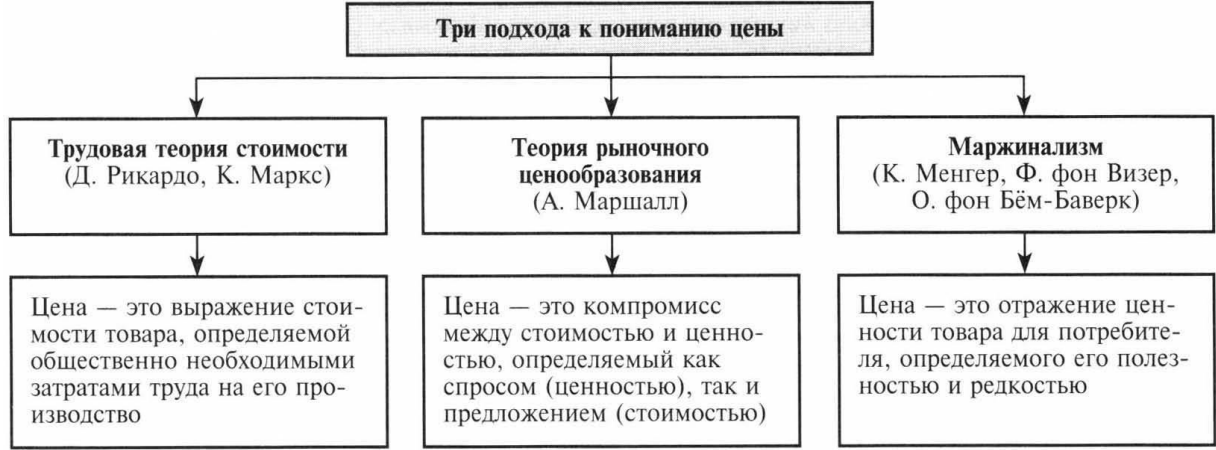 Три подхода к пониманию цены
Трудовая теория стоимости
(Д. Рикардо, К. Маркс)
Теория рыночного
ценообразования
(А. Маршалл)
Маржинализм
(К. Менгер, Ф. фон Визер,
О. фон Бём-Баверк)
Цена — это выражение стои-
мости товара, определяемой
общественно необходимыми
затратами труда на его про-
изводство
Цена — это компромисс
между стоимостью и ценно-
стью, определяемый как
спросом (ценностью), так и
предложением (стоимостью)
Цена — это отражение цен-
ности товара для потребите-
ля, определяемого его полез-
ностью и редкостью